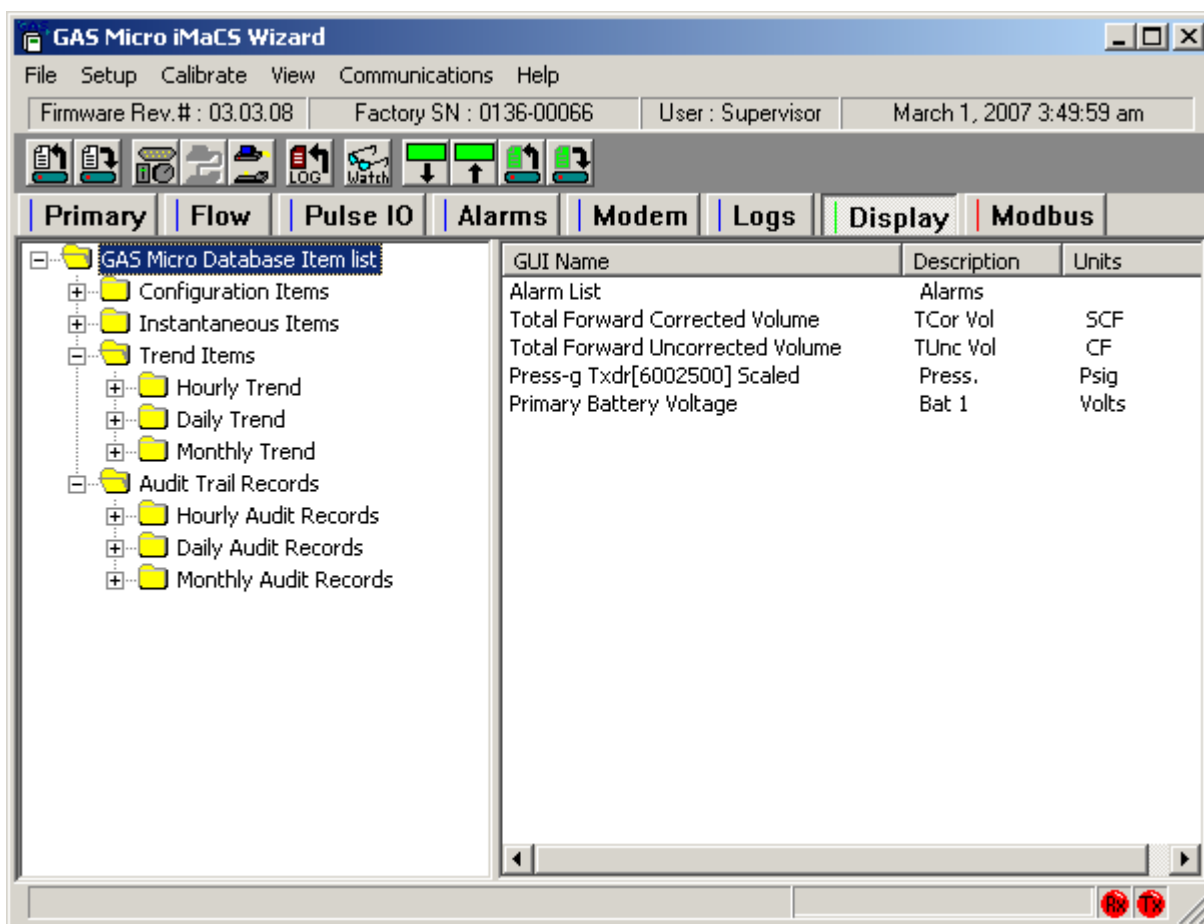 GAS Micro iMaCS Wizard
File Setup Calibrate View Communications Help
Firmware Rev.# : 03.03.08 Factory SN : 0136-00066 User : Supervisor March 1, 2007 3:49:59 am
LOG Watch
Primary Flow Pulse IO Alarms Modem Logs Display Modbus
GAS Micro Database Item list
Configuration Items
Instantaneous Items
Trend Items
Hourly Trend
Daily Trend
Monthly Trend
Audit Trail Records
Hourly Audit Records
Daily Audit Records
Monthly Audit Records
GUI Name Description Units
Alarm List Alarms
Total Forward Corrected Volume TCor Vol SCF
Total Forward Uncorrected Volume TUnc Vol CF
Press-g Txdr[6002500] Scaled Press. Psig
Primary Battery Voltage Bat 1 Volts
Rx Tx